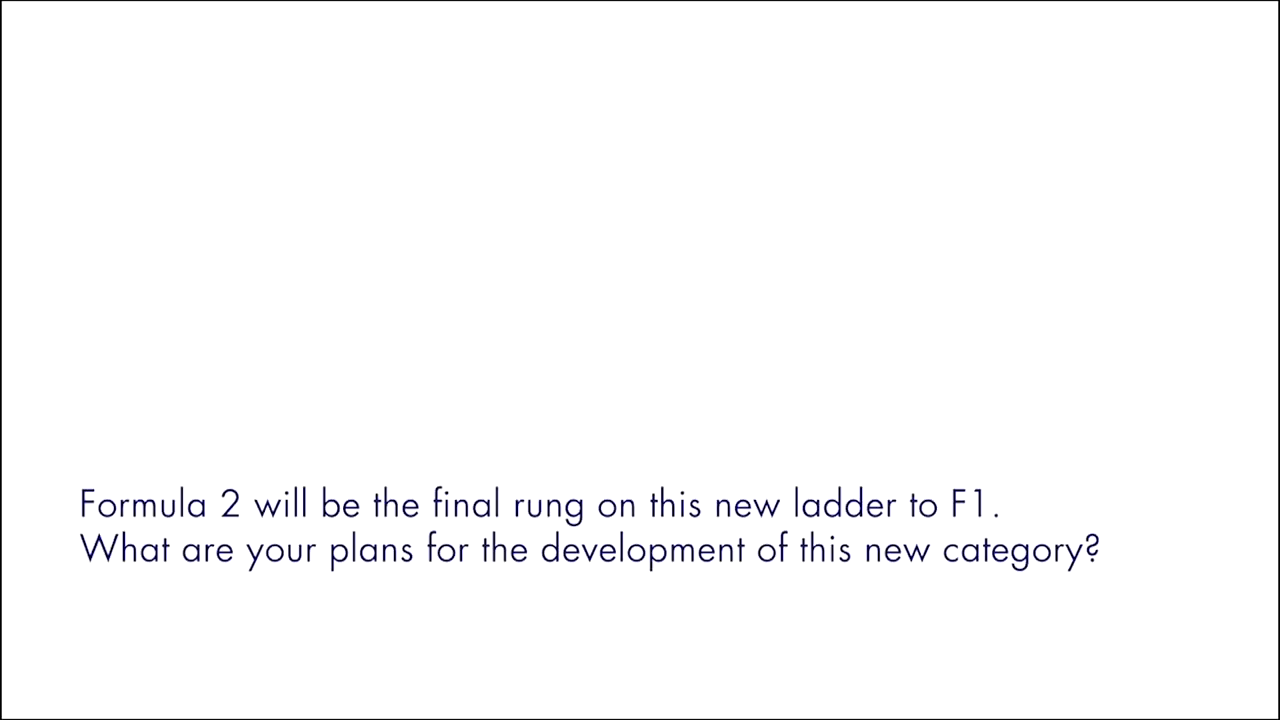 Formula 2 will be the final rung on this new ladder to F1.
What are your plans for the development of this new category?